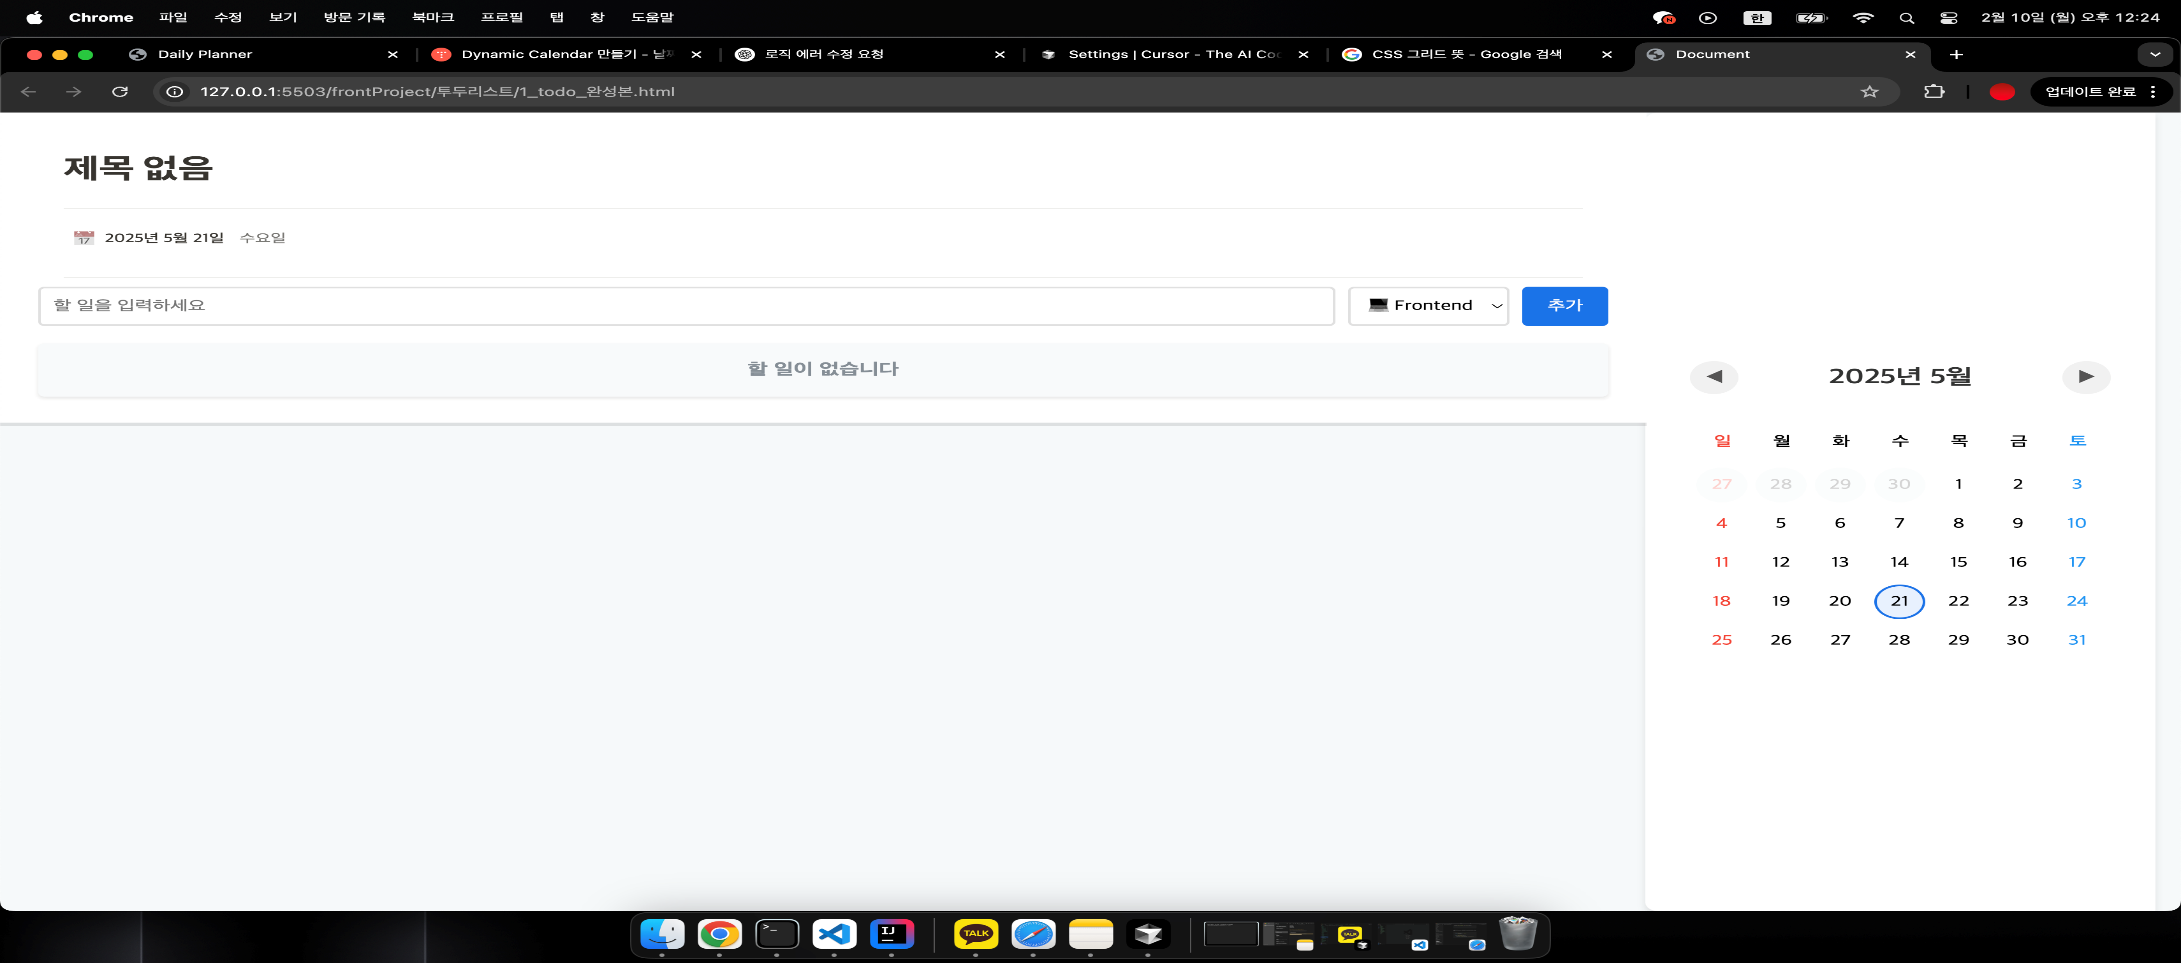 Chrome 파일 수정 보기 방문 기록 북마크 프로필 탭 창 도움말 한 2월 10일 (월) 오후 12:24
Daily Planner Dynamic Calendar 만들기 - 날짜 로직 에러 수정 요청 Settings | Cursor - The AI Co CSS 그리드 뜻 - Google 검색 Document
127.0.0.1:5503/frontProject/투두리스트/1_todo_완성본.html 업데이트 완료
제목 없음
17 2025년 5월 21일 수요일
할 일을 입력하세요 Frontend 추가
할 일이 없습니다
2025년 5월
일 월 화 수 목 금 토
27 28 29 30 1 2 3
4 5 6 7 8 9 10
11 12 13 14 15 16 17
18 19 20 21 22 23 24
25 26 27 28 29 30 31
>_ IJ TALK TALK